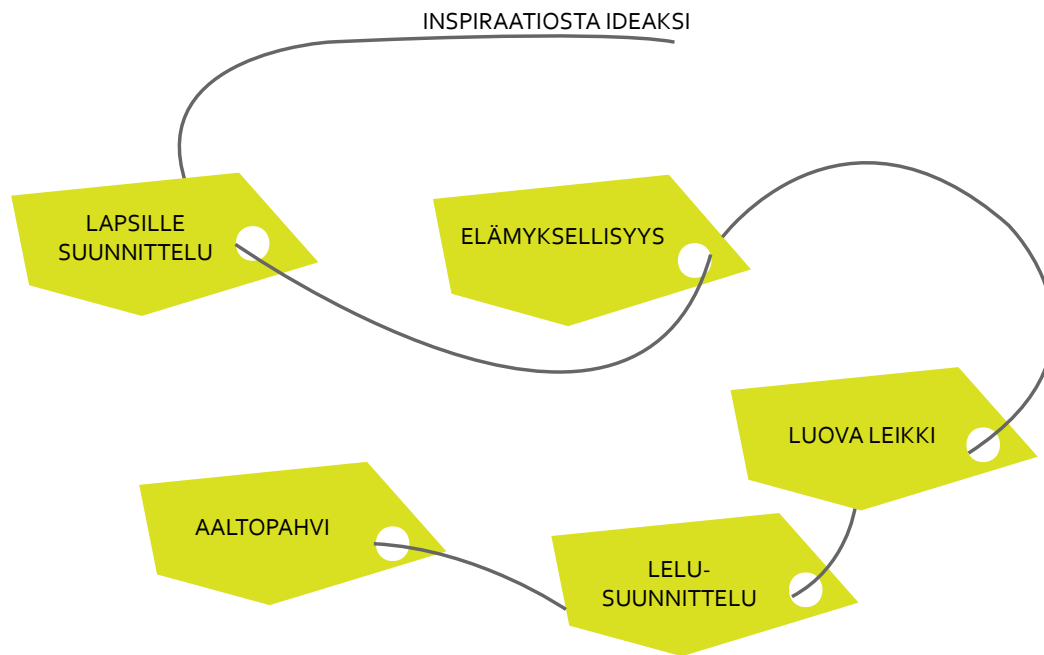 INSPIRAATIOSTA IDEAKSI
LAPSILLE
SUUNNITTELU
ELÄMYKSELLISYYS
LUOVA LEIKKI
LELU-
SUUNNITTELU
AALTOPAHVI